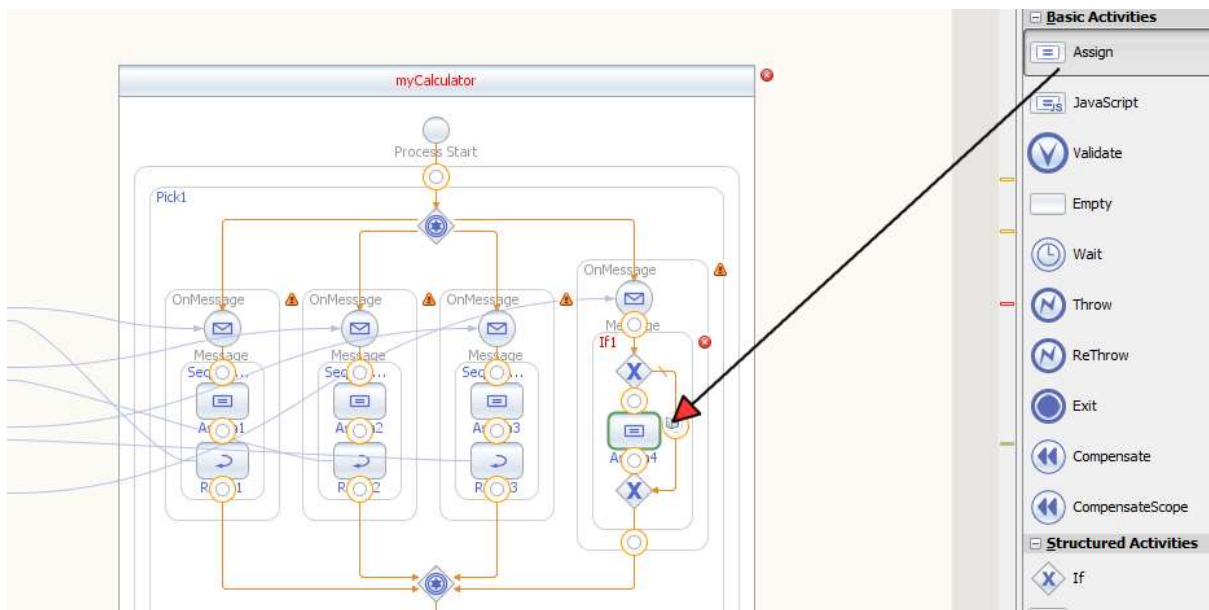 Basic Activities
Assign
JavaScript
Validate
Empty
Wait
Throw
ReThrow
Exit
Compensate
CompensateScope
Structured Activities
If
myCalculator
Process Start
Pick1
OnMessage
OnMessage
OnMessage
OnMessage
Message
Message
Message
If1
JS